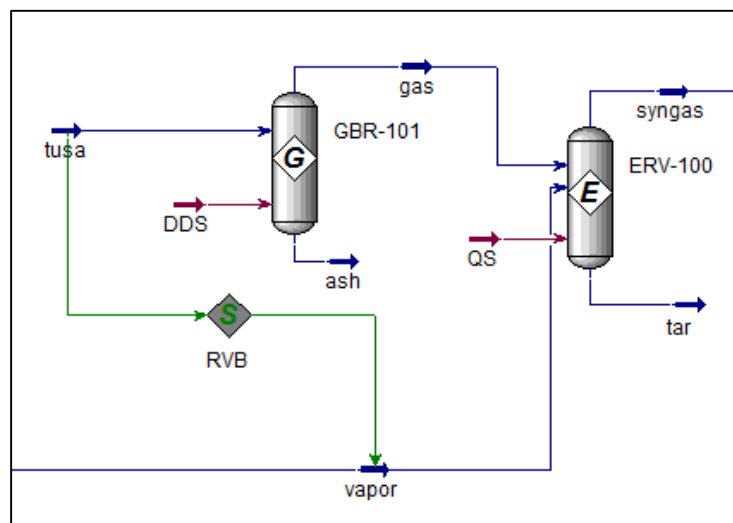 gas
syngas
tusa
G
GBR-101
E
ERV-100
DDS
QS
ash
tar
S
RVB
vapor